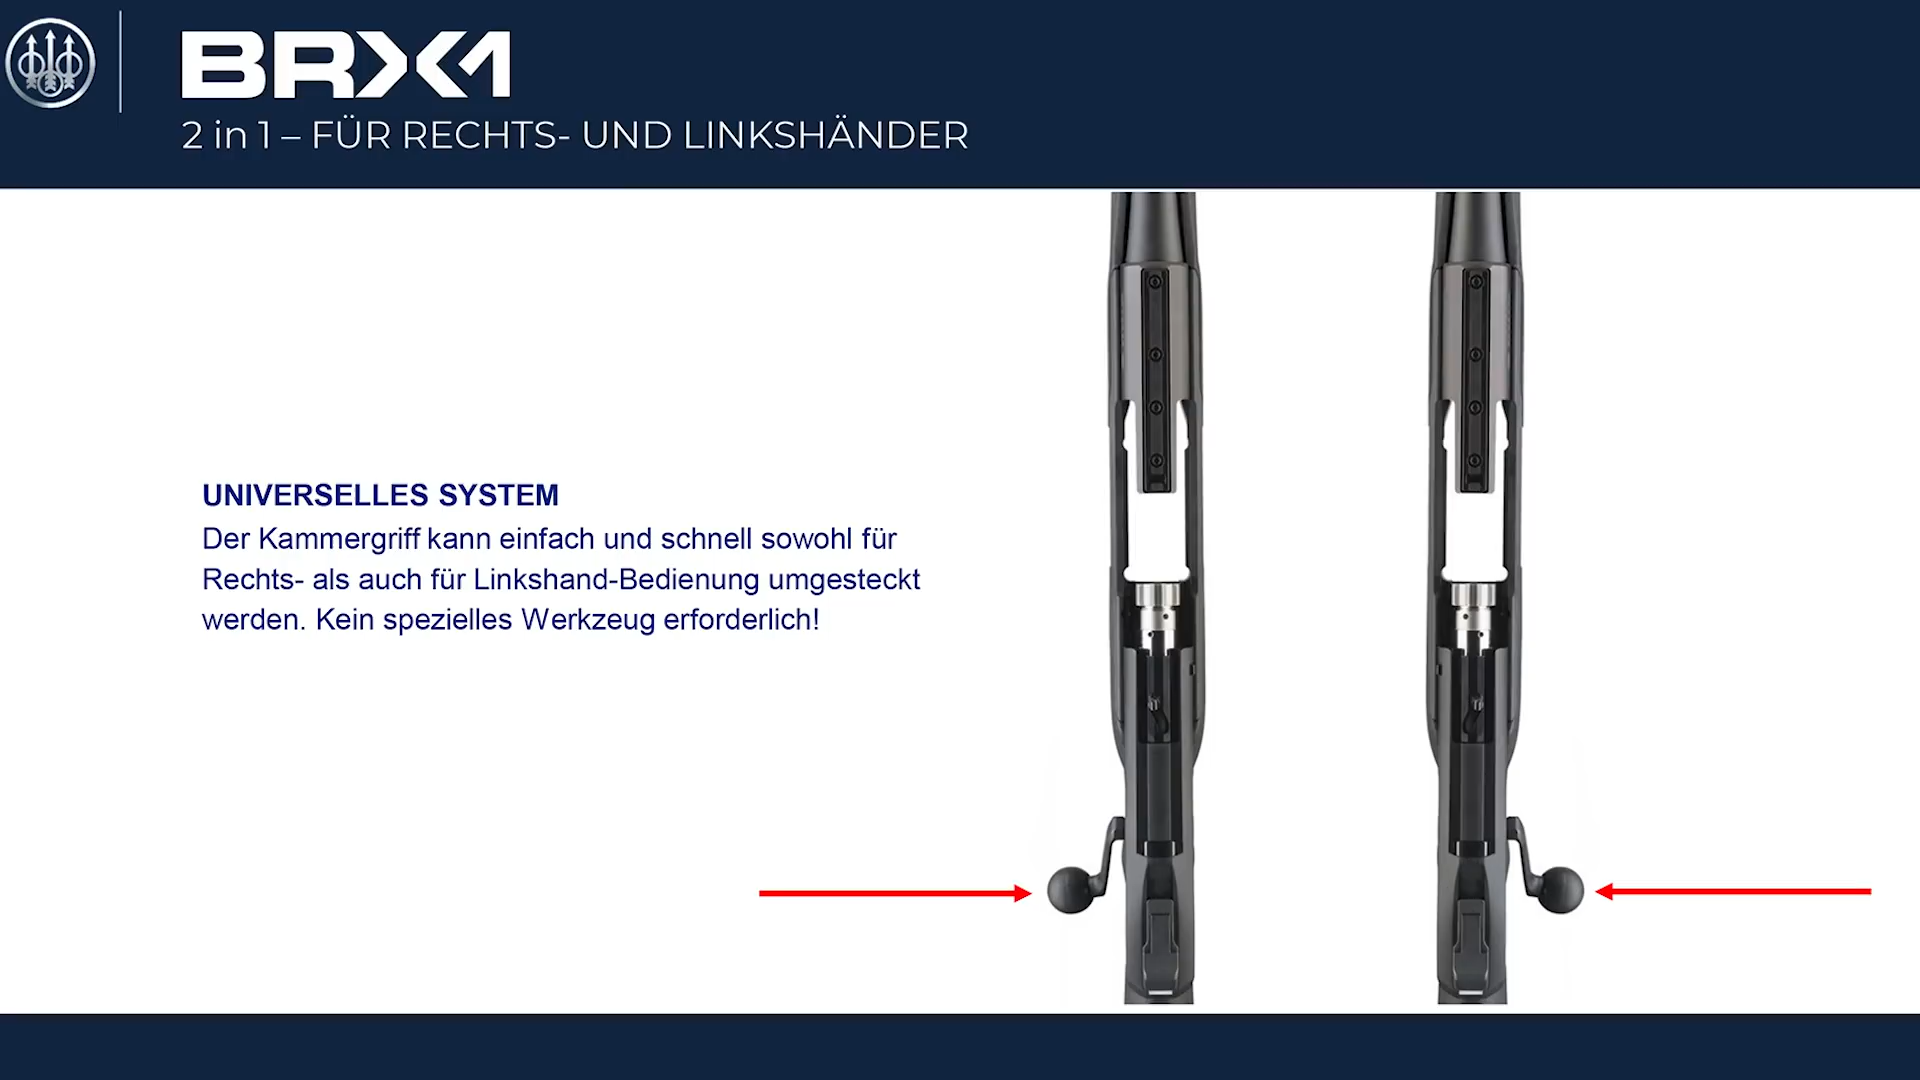 BRX1
2 in 1 – FÜR RECHTS- UND LINKSHÄNDER
UNIVERSELLES SYSTEM
Der Kammergriff kann einfach und schnell sowohl für
Rechts- als auch für Linkshand-Bedienung umgesteckt
werden. Kein spezielles Werkzeug erforderlich!